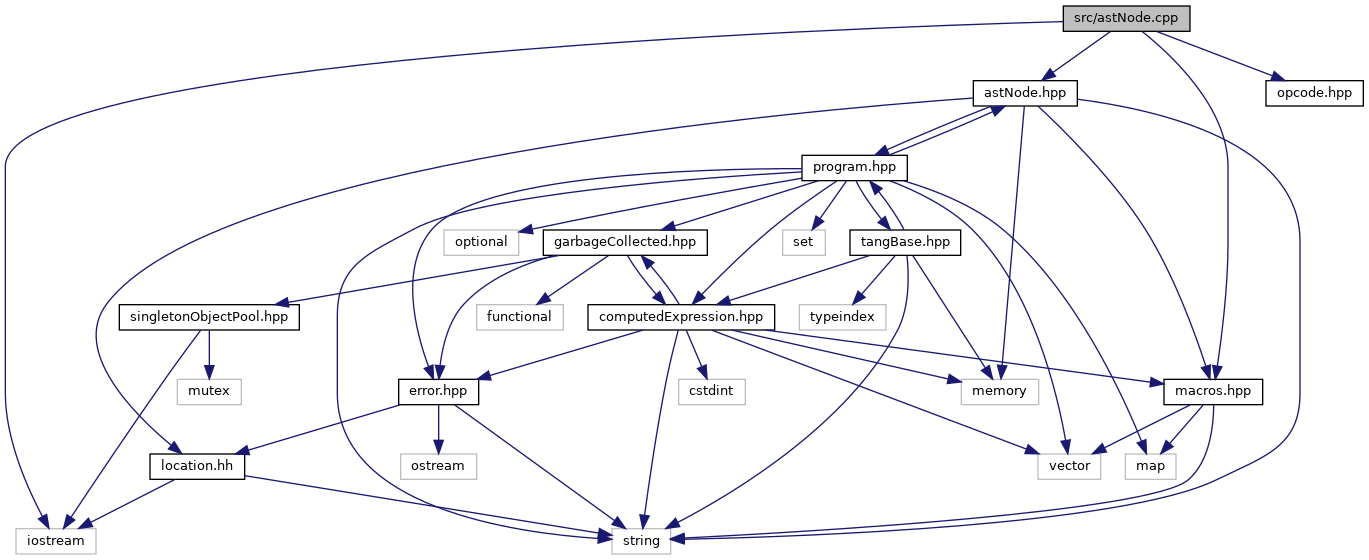 src/astNode.cpp
astNode.hpp
opcode.hpp
program.hpp
optional
garbageCollected.hpp
set
tangBase.hpp
singletonObjectPool.hpp
functional
computedExpression.hpp
typeindex
mutex
error.hpp
cstdint
memory
macros.hpp
location.hh
ostream
vector
map
iostream
string